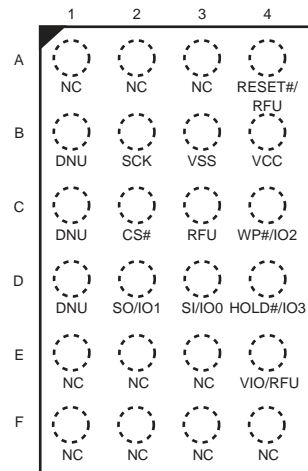 1 2 3 4
A
NC NC NC RESET#/
RFU
B
DNU SCK VSS VCC
C
DNU CS# RFU WP#/IO2
D
DNU SO/IO1 SI/IO0 HOLD#/IO3
E
NC NC NC VIO/RFU
F
NC NC NC NC